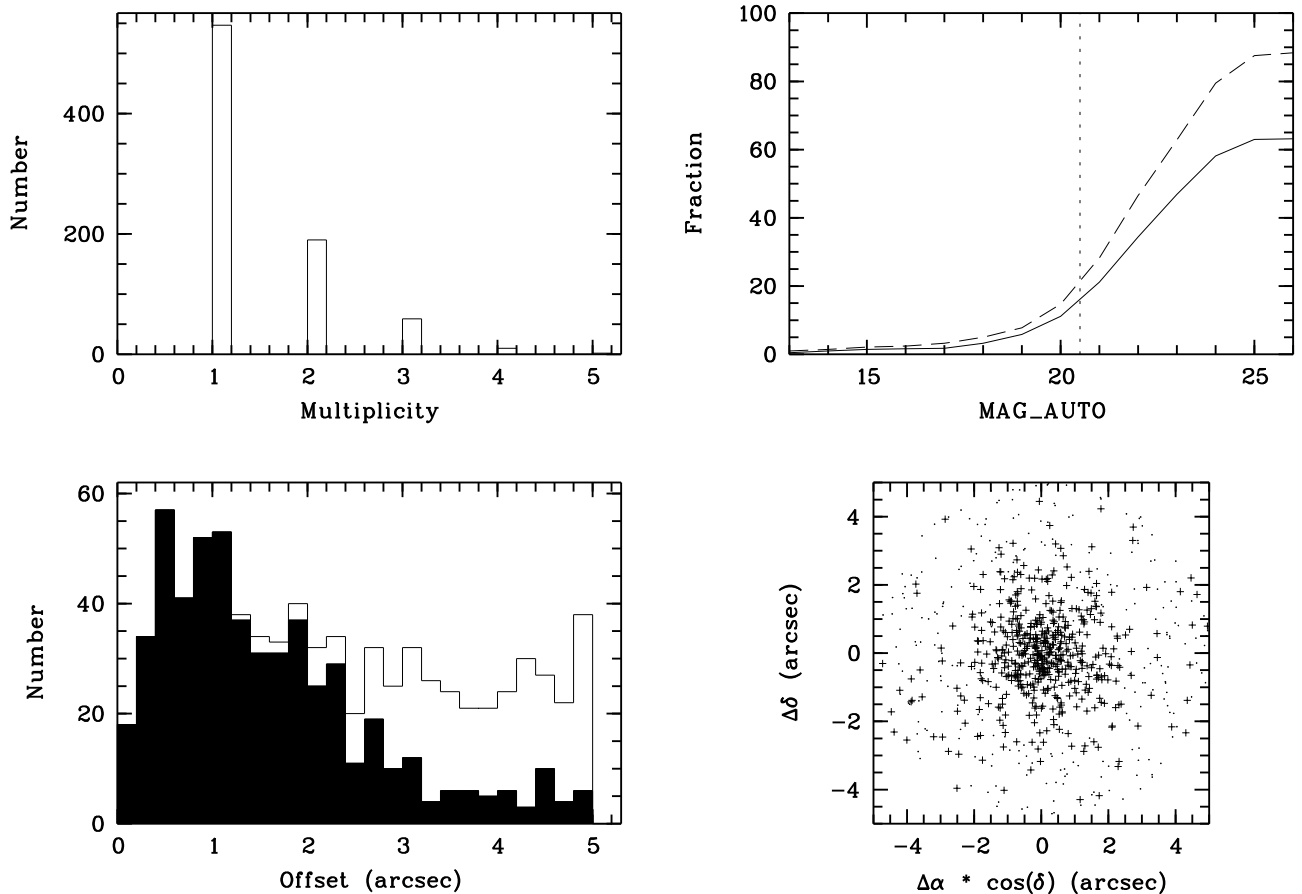 Number
400
200
0
0 1 2 3 4 5
Multiplicity
Fraction
100
80
60
40
20
0
15 20 25
MAG_AUTO
Number
60
40
20
0
0 1 2 3 4 5
Offset (arcsec)
Δδ (arcsec)
4
2
0
−2
−4
−4 −2 0 2 4
Δα * cos(δ) (arcsec)